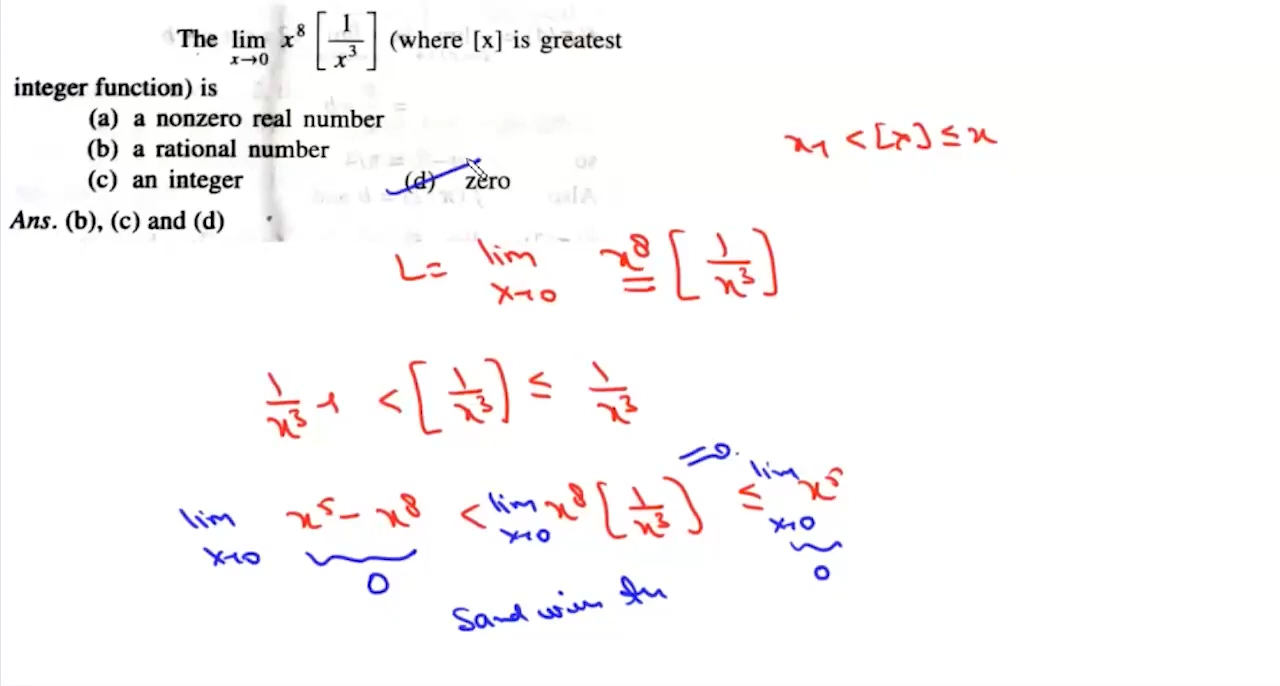 The lim x→0 x⁸ [1/x³] (where [x] is greatest
integer function) is
(a) a nonzero real number
(b) a rational number
(c) an integer (d) zero
Ans. (b), (c) and (d)
x-1 < [x] ≤ x
L = lim x→0 x⁸ [1/x³]
1/x³ -1 < [1/x³] ≤ 1/x³
lim x→0 x⁵ - x⁸ < lim x→0 x⁸ [1/x³] =0. ≤ lim x→0 x⁵
0 0